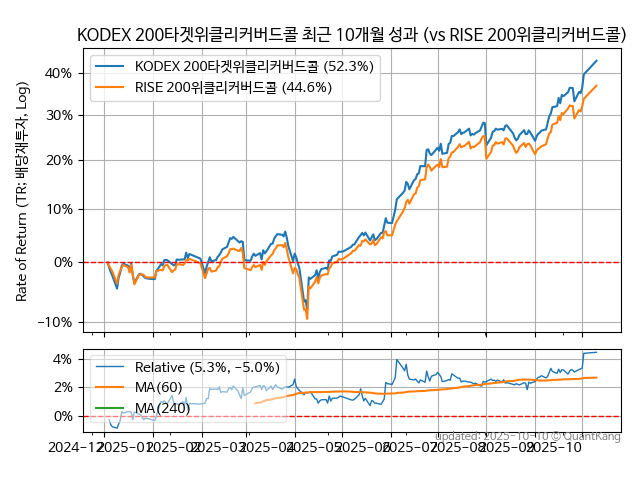 KODEX 200타겟위클리커버드콜 최근 10개월 성과 (vs RISE 200위클리커버드콜)
Rate of Return (TR: 배당재투자, Log)
KODEX 200타겟위클리커버드콜 (52.3%)
RISE 200위클리커버드콜 (44.6%)
40%
30%
20%
10%
0%
−10%
Relative (5.3%, −5.0%)
MA(60)
MA(240)
4%
2%
0%
updated: 2025-10-10 © QuantKang
2024-12 2025-01 2025-02 2025-03 2025-04 2025-05 2025-06 2025-07 2025-08 2025-09 2025-10